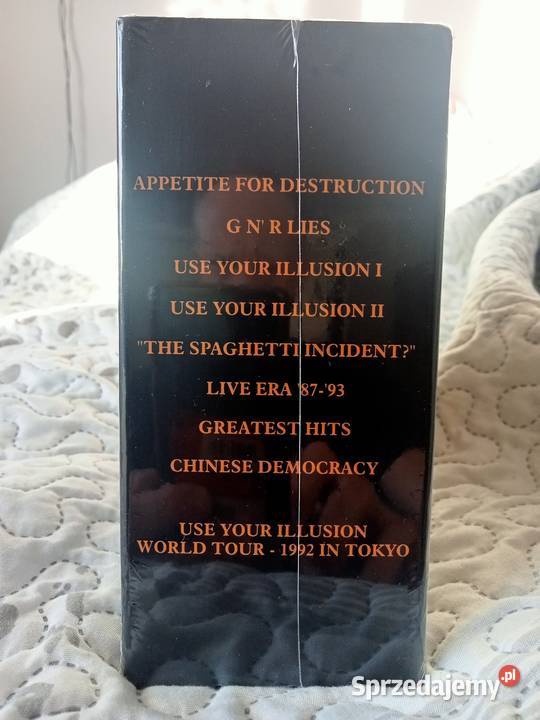 APPETITE FOR DESTRUCTION
G N' R LIES
USE YOUR ILLUSION I
USE YOUR ILLUSION II
"THE SPAGHETTI INCIDENT?"
LIVE ERA '87-'93
GREATEST HITS
CHINESE DEMOCRACY
USE YOUR ILLUSION
WORLD TOUR - 1992 IN TOKYO
Sprzedajemy.pl